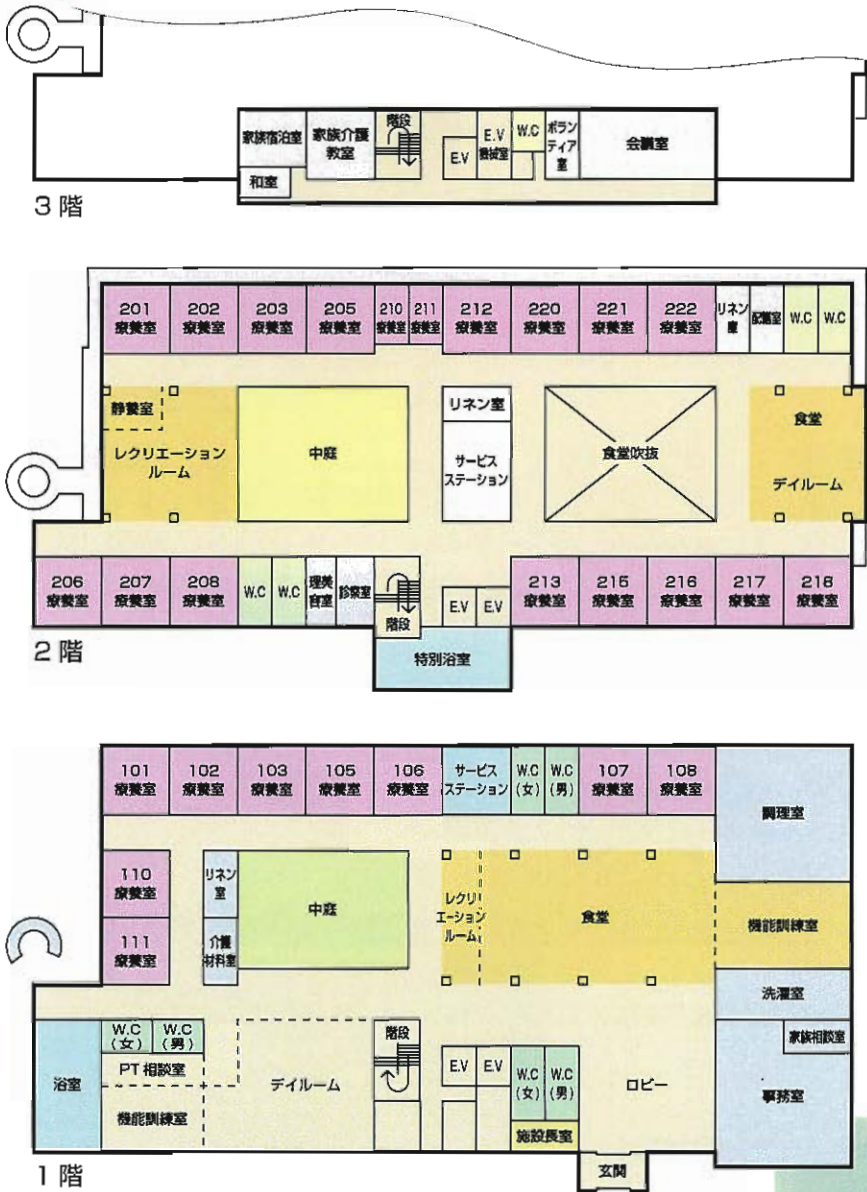 家族宿泊室
家族介護
教室
階段
E.V
E.V
機械室
W.C
ボラン
ティア
室
会議室
和室
3階
201
療養室
202
療養室
203
療養室
205
療養室
210
療養室
211
療養室
212
療養室
220
療養室
221
療養室
222
療養室
リネン
庫
配膳室
W.C
W.C
静養室
レクリエーション
ルーム
中庭
リネン室
サービス
ステーション
食堂吹抜
食堂
デイルーム
206
療養室
207
療養室
208
療養室
W.C
W.C
理美
容室
診察室
階段
E.V
E.V
213
療養室
215
療養室
216
療養室
217
療養室
218
療養室
特別浴室
2階
101
療養室
102
療養室
103
療養室
105
療養室
106
療養室
サービス
ステーション
W.C
(女)
W.C
(男)
107
療養室
108
療養室
調理室
110
療養室
リネン
室
中庭
レクリ
エーション
ルーム
食堂
機能訓練室
111
療養室
介護
材料室
洗濯室
浴室
W.C
(女)
W.C
(男)
PT相談室
機能訓練室
デイルーム
階段
E.V
E.V
W.C
(女)
W.C
(男)
施設長室
ロビー
家族相談室
事務室
玄関
1階